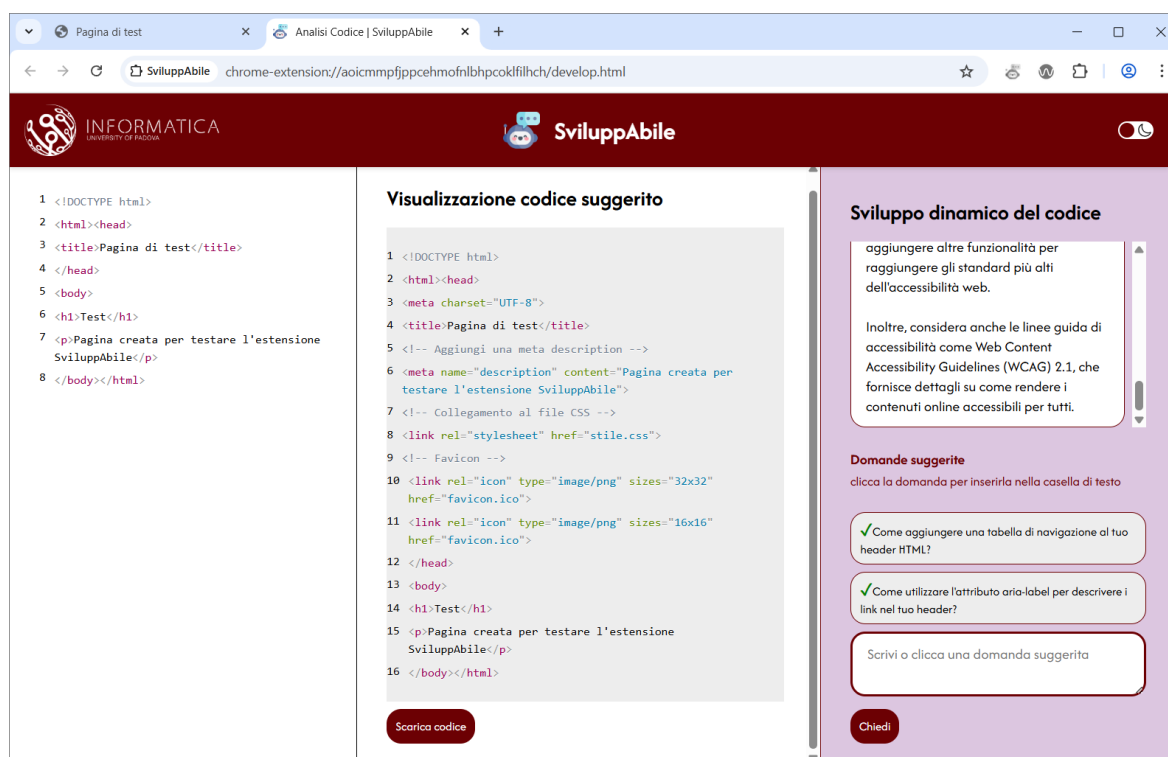 Pagina di test
Analisi Codice | SviluppAbile
SviluppAbile
chrome-extension://aoicmmpfjppcehmofnlbhpcoklfilhch/develop.html
INFORMATICA
UNIVERSITY OF PADOVA
SviluppAbile
1 <!DOCTYPE html>
2 <html><head>
3 <title>Pagina di test</title>
4 </head>
5 <body>
6 <h1>Test</h1>
7 <p>Pagina creata per testare l'estensione
SviluppAbile</p>
8 </body></html>
Visualizzazione codice suggerito
1 <!DOCTYPE html>
2 <html><head>
3 <meta charset="UTF-8">
4 <title>Pagina di test</title>
5 <!-- Aggiungi una meta description -->
6 <meta name="description" content="Pagina creata per
testare l'estensione SviluppAbile">
7 <!-- Collegamento al file CSS -->
8 <link rel="stylesheet" href="stile.css">
9 <!-- Favicon -->
10 <link rel="icon" type="image/png" sizes="32x32"
href="favicon.ico">
11 <link rel="icon" type="image/png" sizes="16x16"
href="favicon.ico">
12 </head>
13 <body>
14 <h1>Test</h1>
15 <p>Pagina creata per testare l'estensione
SviluppAbile</p>
16 </body></html>
Scarica codice
Sviluppo dinamico del codice
aggiungere altre funzionalità per
raggiungere gli standard più alti
dell'accessibilità web.
Inoltre, considera anche le linee guida di
accessibilità come Web Content
Accessibility Guidelines (WCAG) 2.1, che
fornisce dettagli su come rendere i
contenuti online accessibili per tutti.
Domande suggerite
clicca la domanda per inserirla nella casella di testo
✓Come aggiungere una tabella di navigazione al tuo
header HTML?
✓Come utilizzare l'attributo aria-label per descrivere i
link nel tuo header?
Scrivi o clicca una domanda suggerita
Chiedi